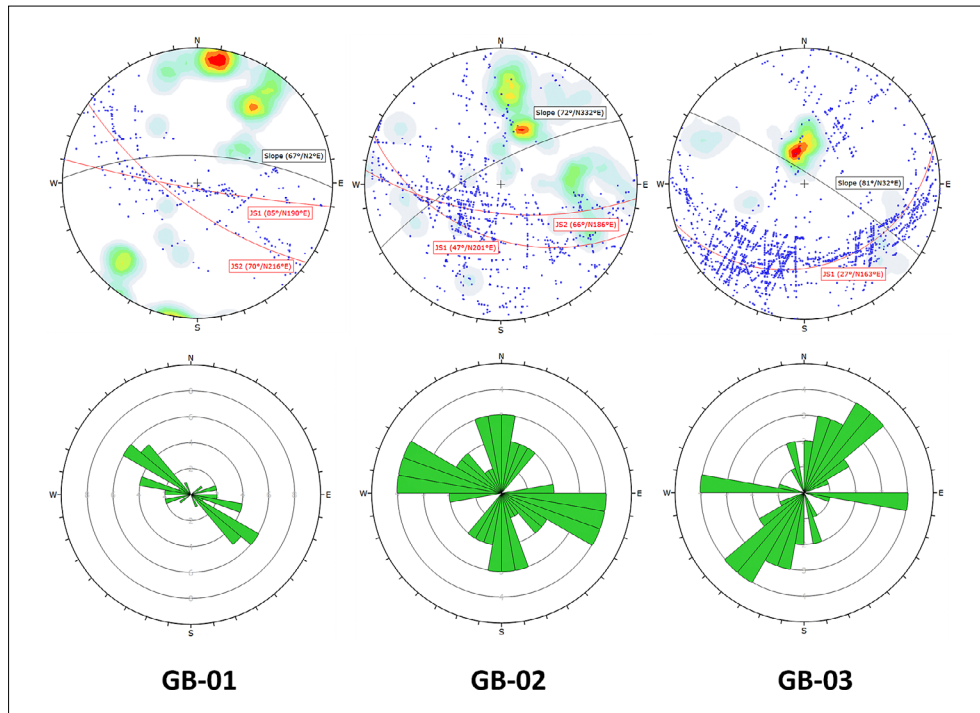 N
N
N
Slope (72°/N332°E)
Slope (67°/N2°E)
W
E
W
E
W
E
Slope (81°/N32°E)
JS1 (85°/N190°E)
JS2 (66°/N186°E)
JS1 (47°/N201°E)
JS2 (70°/N216°E)
JS1 (27°/N163°E)
S
S
S
N
N
N
W
E
W
E
W
E
S
S
S
GB-01
GB-02
GB-03